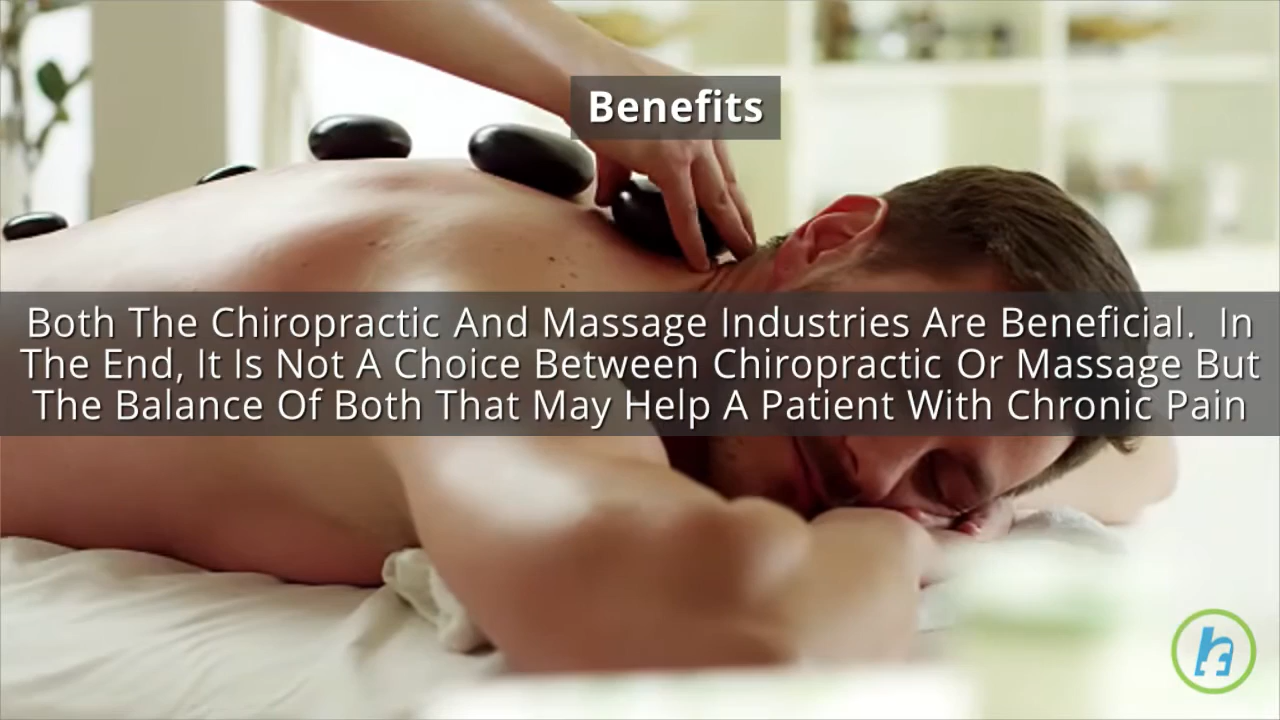 Benefits
Both The Chiropractic And Massage Industries Are Beneficial.  In
The End, It Is Not A Choice Between Chiropractic Or Massage But
The Balance Of Both That May Help A Patient With Chronic Pain